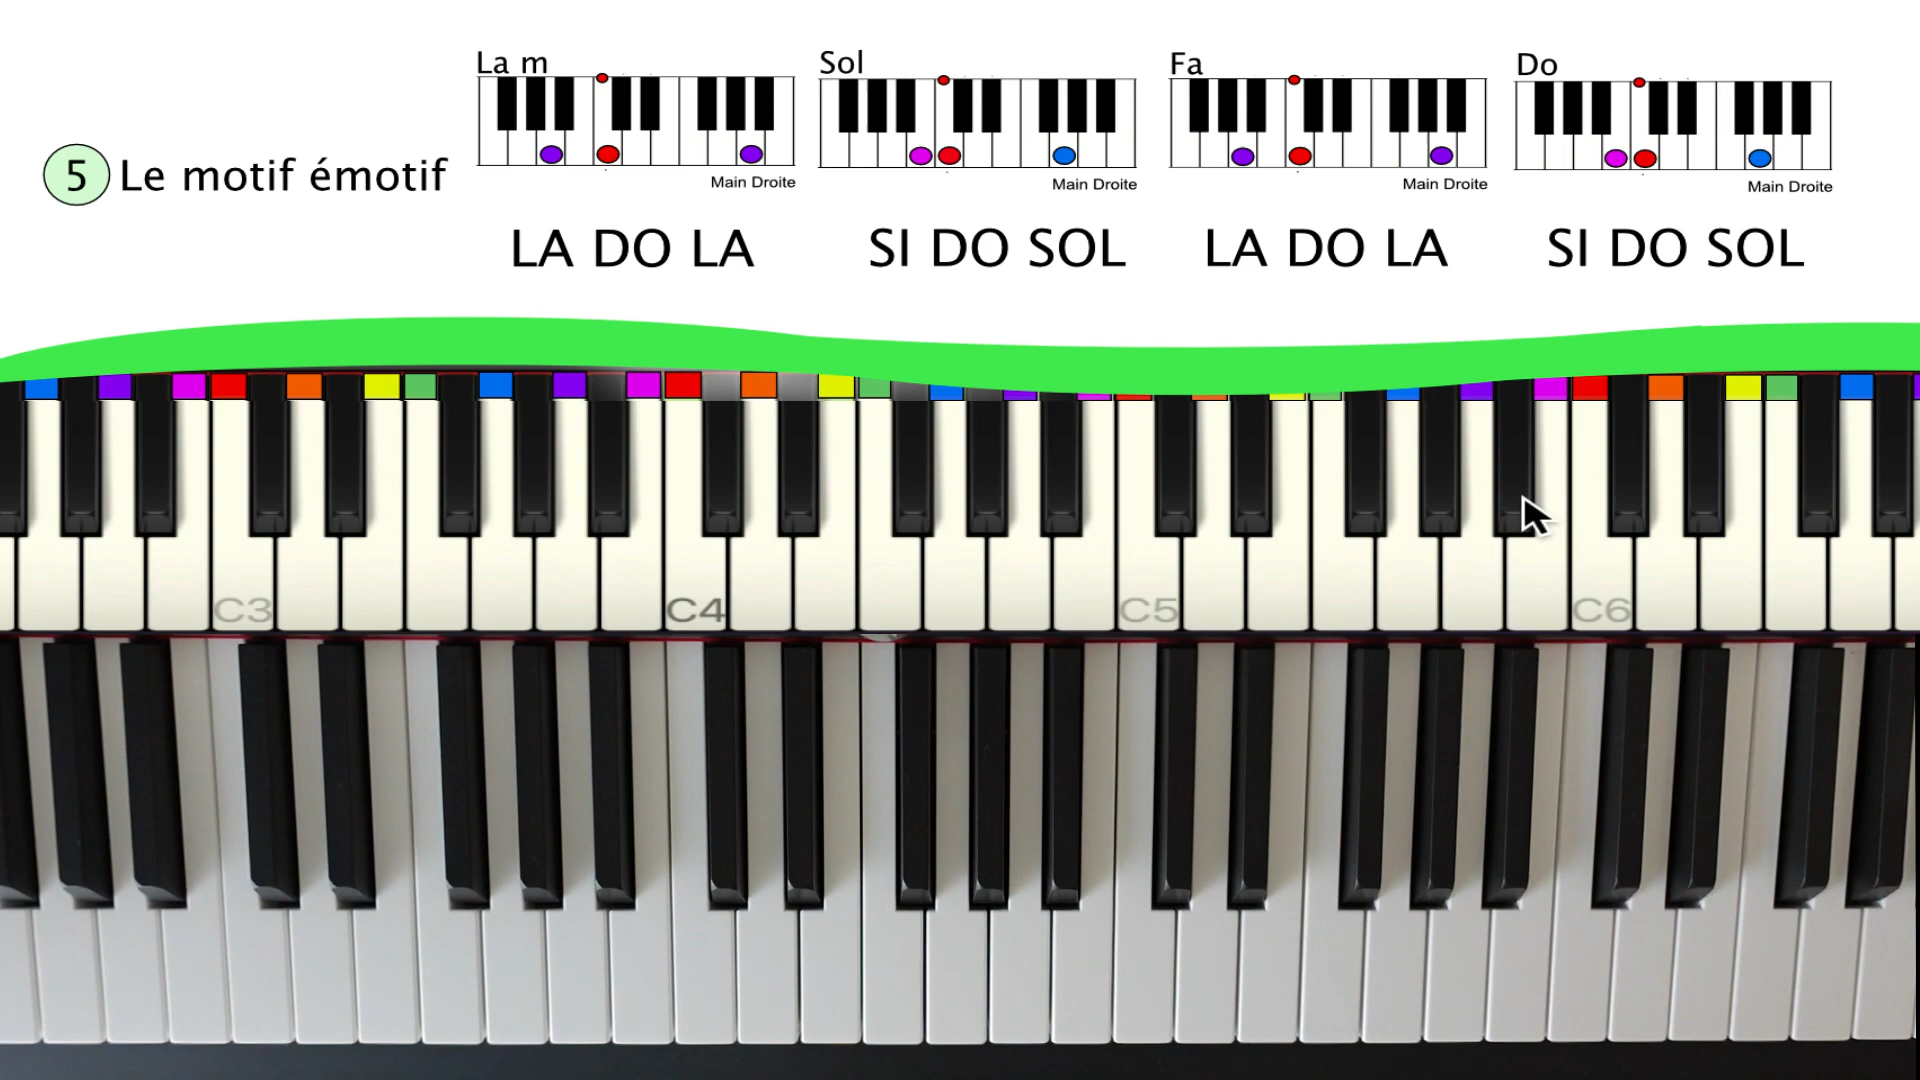 La m
Sol
Fa
Do
5 Le motif émotif
Main Droite
Main Droite
Main Droite
Main Droite
LA DO LA
SI DO SOL
LA DO LA
SI DO SOL
C3
C4
C5
C6